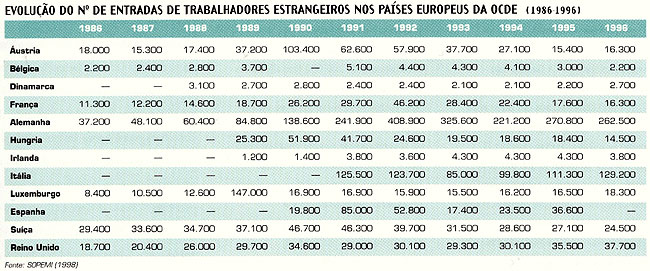 EVOLUÇÃO DO Nº DE ENTRADAS DE TRABALHADORES ESTRANGEIROS NOS PAÍSES EUROPEUS DA OCDE (1986-1996)
1986 1987 1988 1989 1990 1991 1992 1993 1994 1995 1996
Áustria 18.000 15.300 17.400 37.200 103.400 62.600 57.900 37.700 27.100 15.400 16.300
Bélgica 2.200 2.400 2.800 3.700 — 5.100 4.400 4.300 4.100 3.000 2.200
Dinamarca — — 3.100 2.700 2.800 2.400 2.400 2.100 2.100 2.200 2.700
França 11.300 12.200 14.600 18.700 26.200 29.700 46.200 28.400 22.400 17.600 16.300
Alemanha 37.200 48.100 60.400 84.800 138.600 241.900 408.900 325.600 221.200 270.800 262.500
Hungria — — — 25.300 51.900 41.700 24.600 19.500 18.600 18.400 14.500
Irlanda — — — 1.200 1.400 3.800 3.600 4.300 4.300 4.300 3.800
Itália — — — — — 125.500 123.700 85.000 99.800 111.300 129.200
Luxemburgo 8.400 10.500 12.600 147.000 16.900 16.900 15.900 15.500 16.200 16.500 18.300
Espanha — — — — 19.800 85.000 52.800 17.400 23.500 36.600 —
Suíça 29.400 33.600 34.700 37.100 46.700 46.300 39.700 31.500 28.600 27.100 24.500
Reino Unido 18.700 20.400 26.000 29.700 34.600 29.000 30.100 29.300 30.100 35.500 37.700
Fonte: SOPEMI (1998)